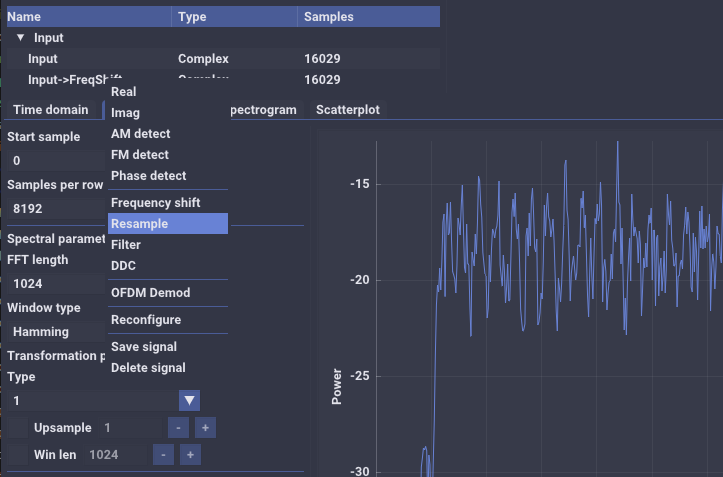 Name Type Samples
▼ Input
Input Complex 16029
Input->FreqShift Complex 16029
Time domain pectrogram Scatterplot
Real
Imag
AM detect
FM detect
Phase detect
Frequency shift
Resample
Filter
DDC
OFDM Demod
Reconfigure
Save signal
Delete signal
Start sample
0
Samples per row
8192
Spectral paramet
FFT length
1024
Window type
Hamming
Transformation p
Type
1 ▼
Upsample 1 - +
Win len 1024 - +
Power
-15
-20
-25
-30